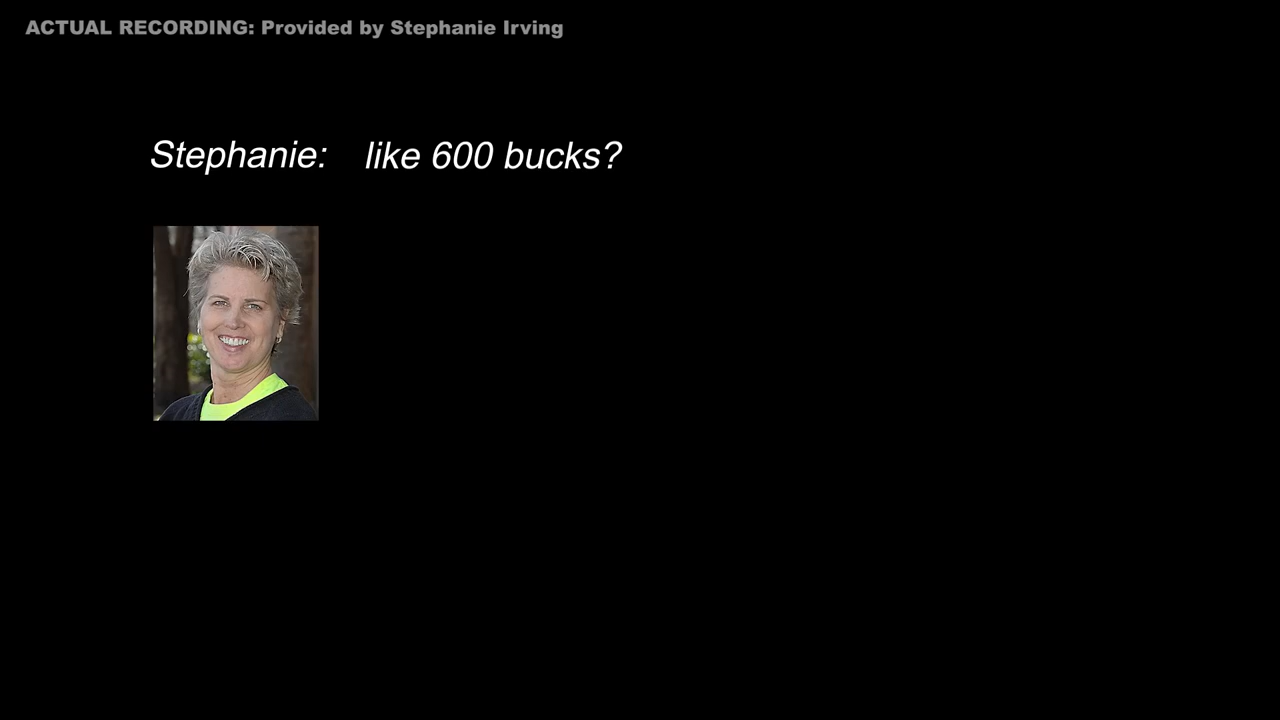 ACTUAL RECORDING: Provided by Stephanie Irving
Stephanie: like 600 bucks?